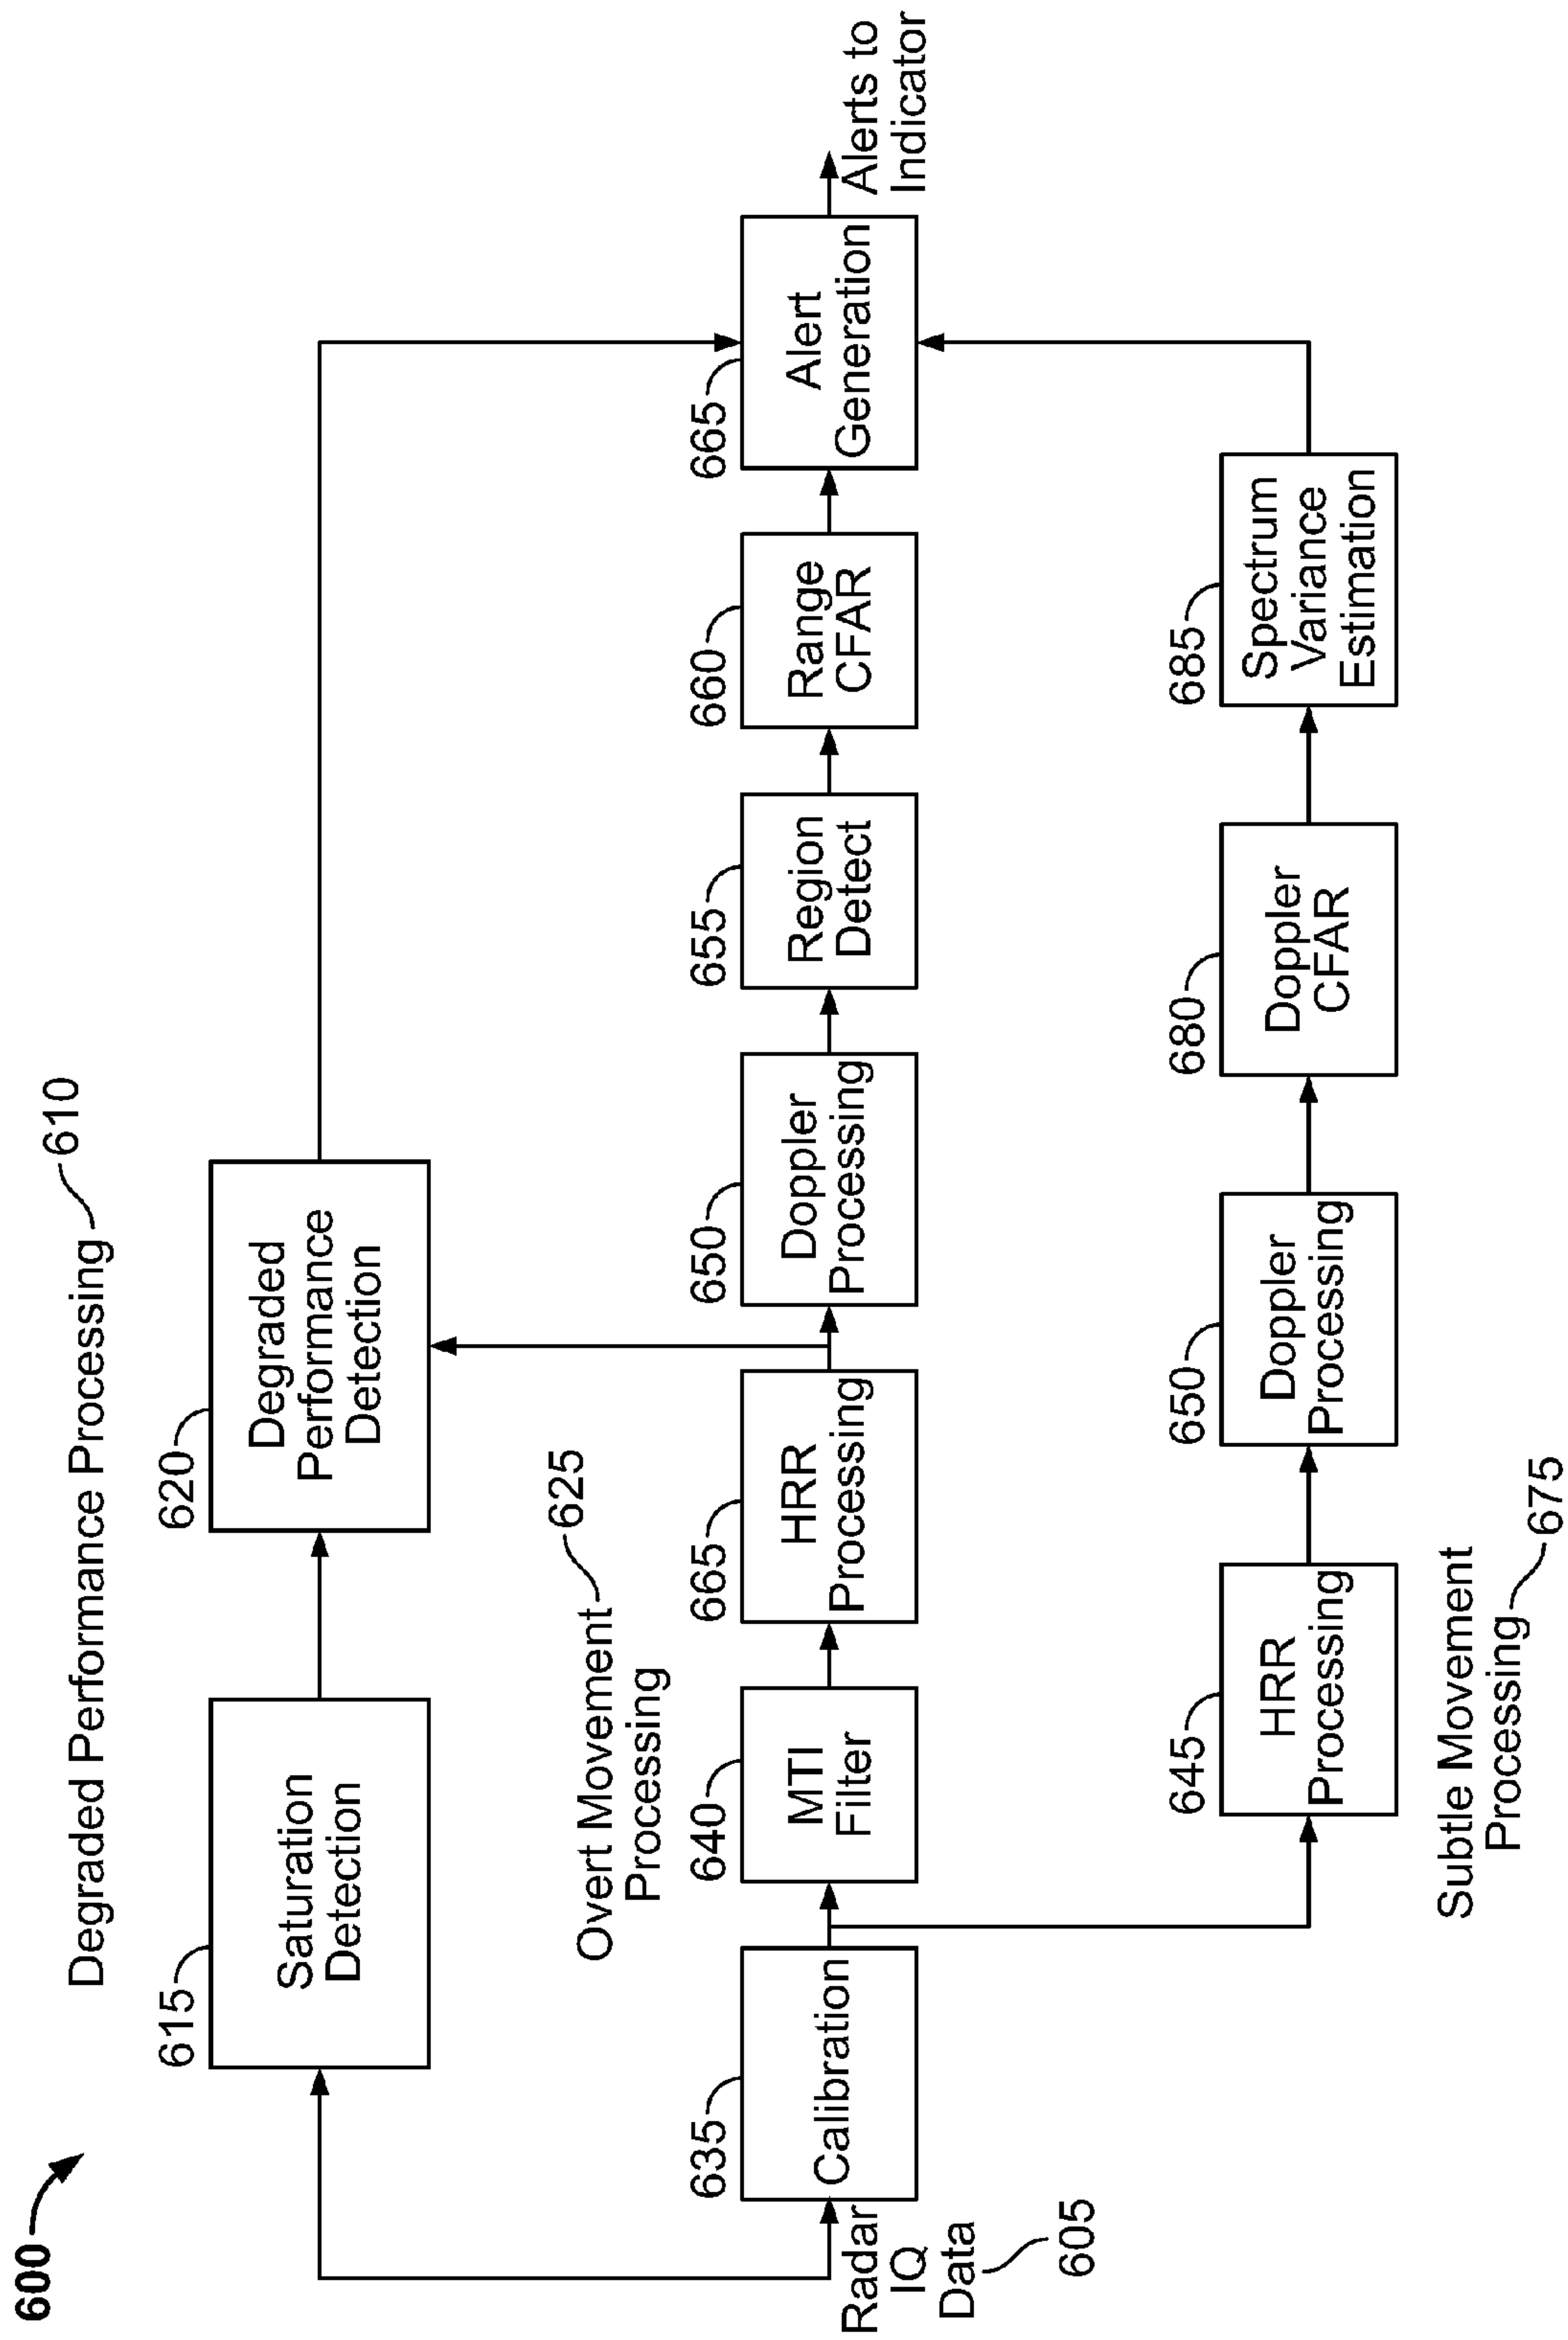 600
Degraded Performance Processing
610
615
Saturation
Detection
620
Degraded
Performance
Detection
Overt Movement
Processing
625
Radar
IQ
Data
605
635
Calibration
640
MTI
Filter
665
HRR
Processing
650
Doppler
Processing
655
Region
Detect
660
Range
CFAR
665
Alert
Generation
Alerts to
Indicator
645
HRR
Processing
650
Doppler
Processing
680
Doppler
CFAR
685
Spectrum
Variance
Estimation
Subtle Movement
Processing
675